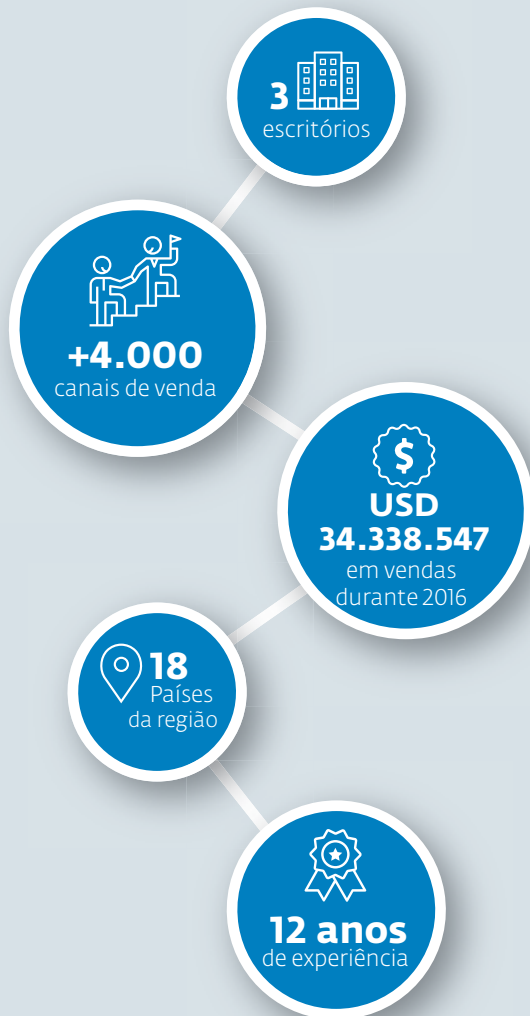 3
escritórios
+4.000
canais de venda
$
USD
34.338.547
em vendas
durante 2016
18
Países
da região
12 anos
de experiência